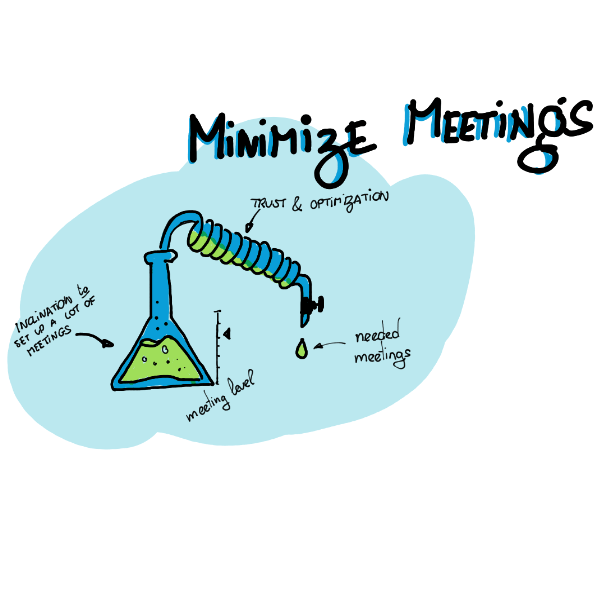 MINIMIZE MEETINGS
TRUST & OPTIMIZATION
INCLINATION to
SET UP A LOT OF
MEETINGS
needed
meetings
meeting level